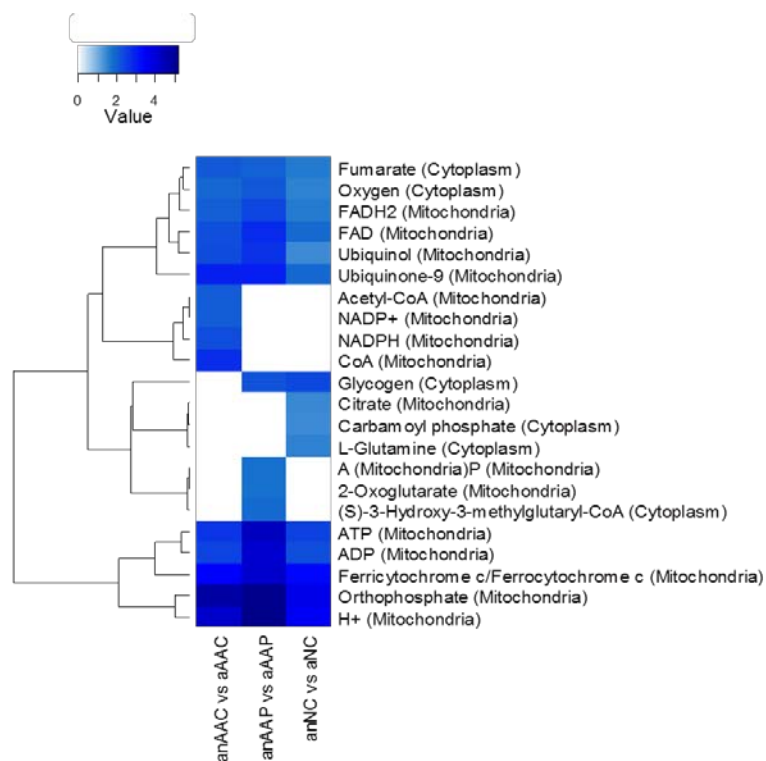 0 2 4
Value
Fumarate (Cytoplasm)
Oxygen (Cytoplasm)
FADH2 (Mitochondria)
FAD (Mitochondria)
Ubiquinol (Mitochondria)
Ubiquinone-9 (Mitochondria)
Acetyl-CoA (Mitochondria)
NADP+ (Mitochondria)
NADPH (Mitochondria)
CoA (Mitochondria)
Glycogen (Cytoplasm)
Citrate (Mitochondria)
Carbamoyl phosphate (Cytoplasm)
L-Glutamine (Cytoplasm)
A (Mitochondria)P (Mitochondria)
2-Oxoglutarate (Mitochondria)
(S)-3-Hydroxy-3-methylglutaryl-CoA (Cytoplasm)
ATP (Mitochondria)
ADP (Mitochondria)
Ferricytochrome c/Ferrocytochrome c (Mitochondria)
Orthophosphate (Mitochondria)
H+ (Mitochondria)
anAAC vs aAAC
anAAP vs aAAP
anNC vs aNC